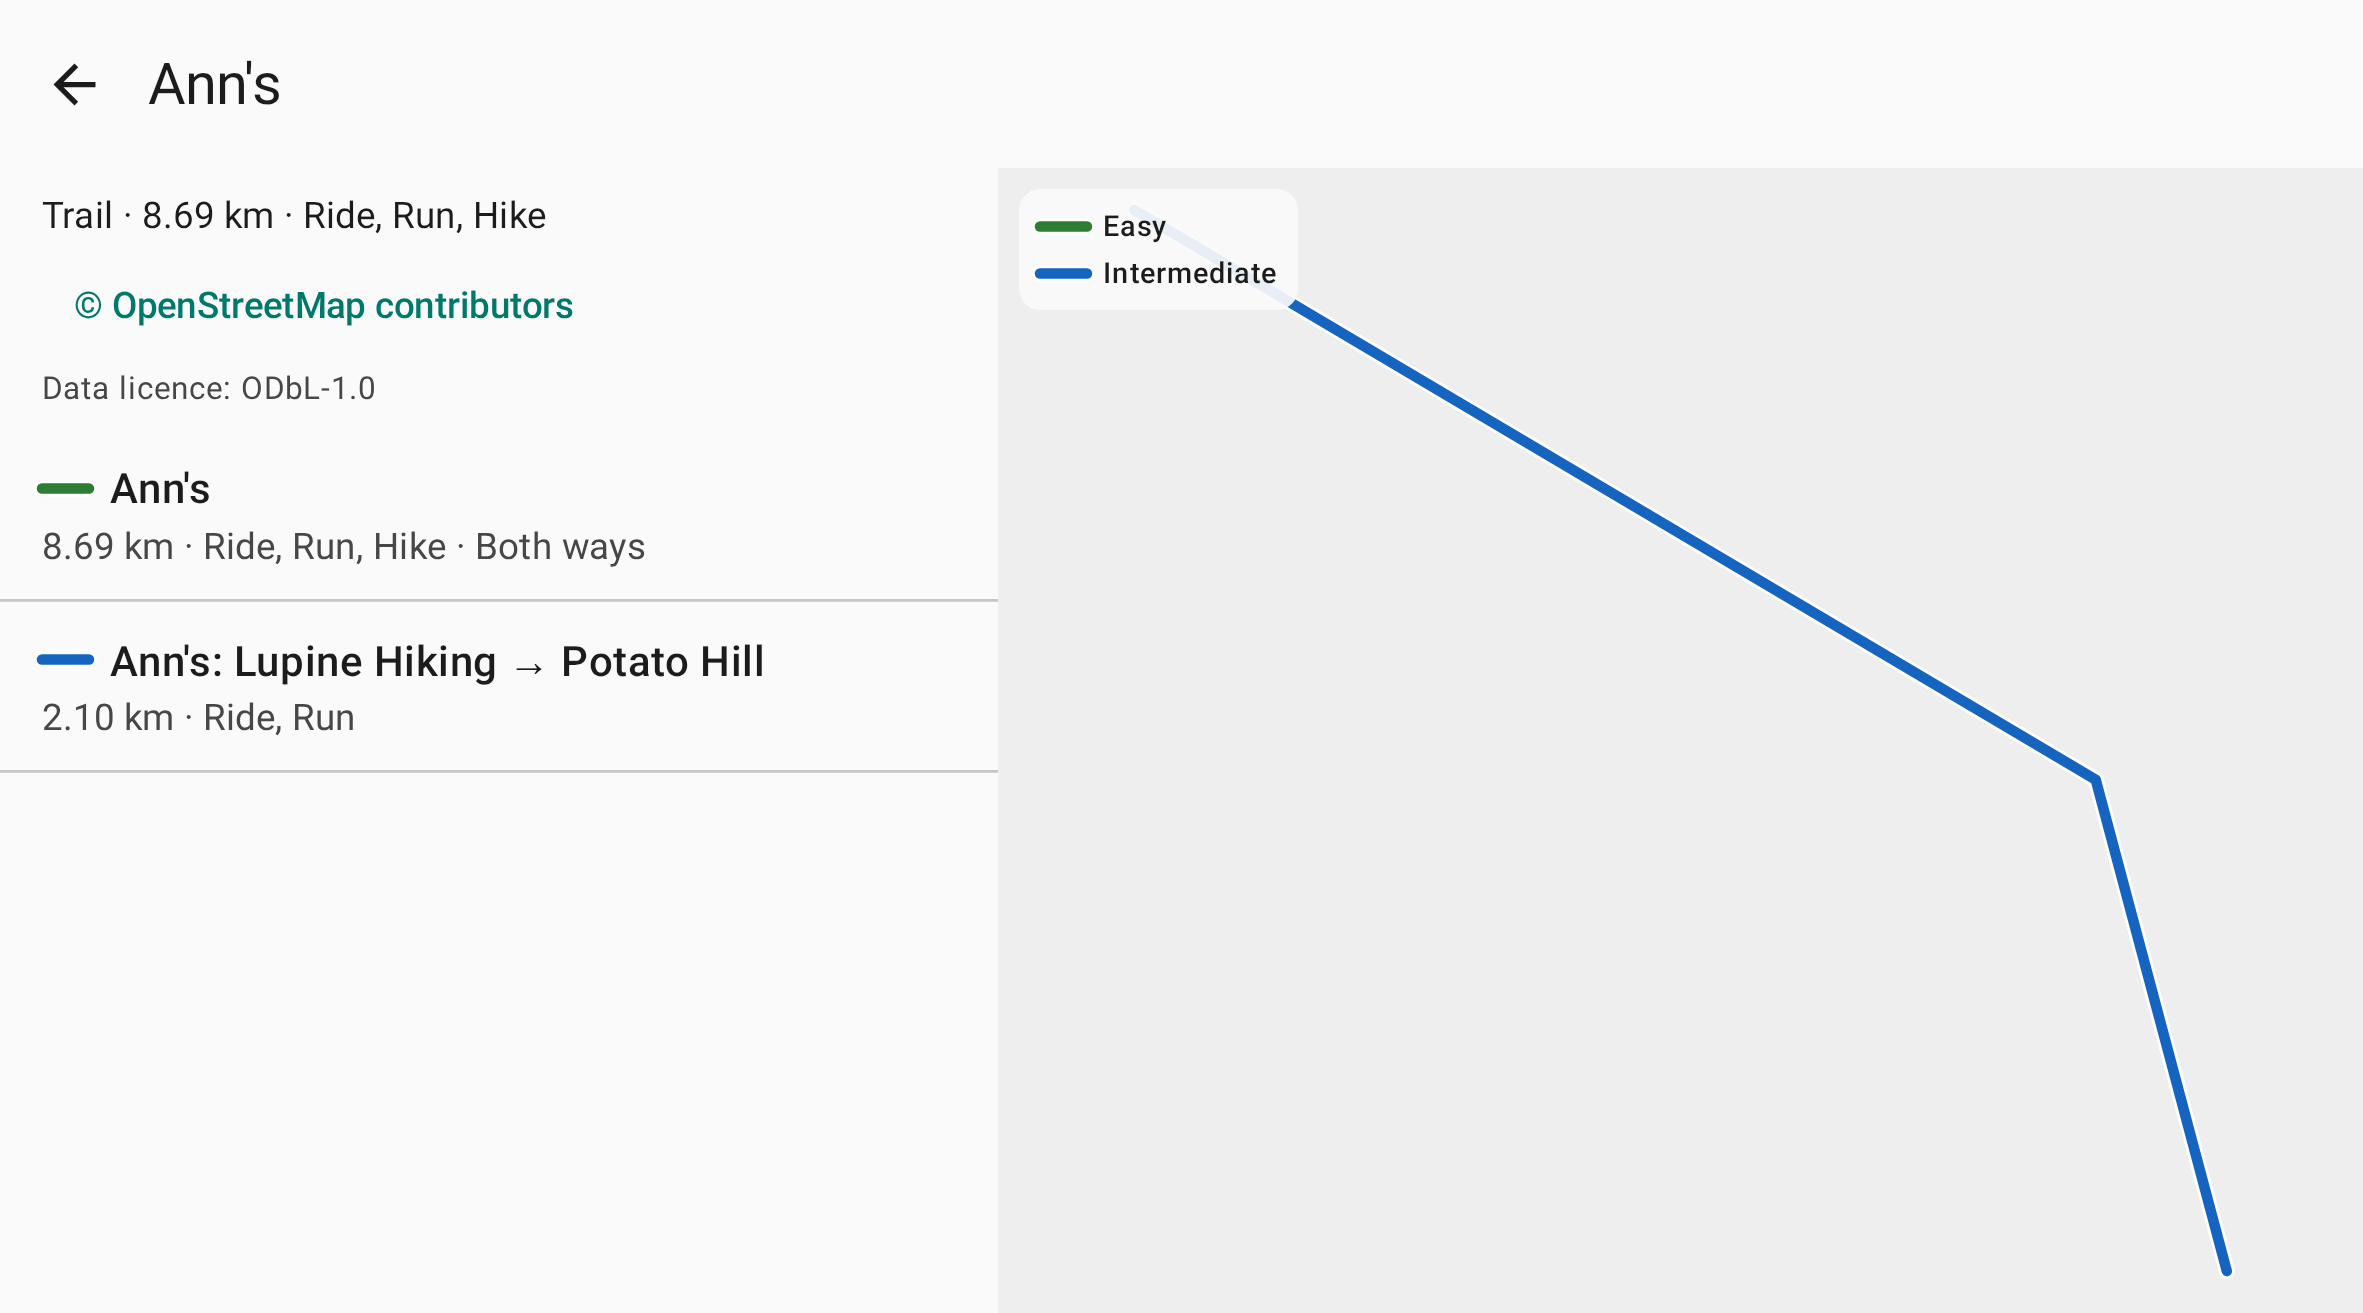 Ann's
Trail · 8.69 km · Ride, Run, Hike
© OpenStreetMap contributors
Data licence: ODbL-1.0
Ann's
8.69 km · Ride, Run, Hike · Both ways
Ann's: Lupine Hiking → Potato Hill
2.10 km · Ride, Run
Easy
Intermediate